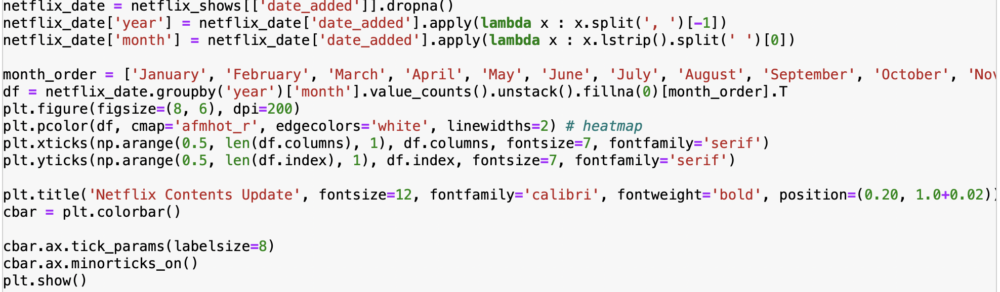 netflix_date = netflix_shows[['date_added']].dropna()
netflix_date['year'] = netflix_date['date_added'].apply(lambda x : x.split(', ')[-1])
netflix_date['month'] = netflix_date['date_added'].apply(lambda x : x.lstrip().split(' ')[0])
month_order = ['January', 'February', 'March', 'April', 'May', 'June', 'July', 'August', 'September', 'October', 'Nov
df = netflix_date.groupby('year')['month'].value_counts().unstack().fillna(0)[month_order].T
plt.figure(figsize=(8, 6), dpi=200)
plt.pcolor(df, cmap='afmhot_r', edgecolors='white', linewidths=2) # heatmap
plt.xticks(np.arange(0.5, len(df.columns), 1), df.columns, fontsize=7, fontfamily='serif')
plt.yticks(np.arange(0.5, len(df.index), 1), df.index, fontsize=7, fontfamily='serif')
plt.title('Netflix Contents Update', fontsize=12, fontfamily='calibri', fontweight='bold', position=(0.20, 1.0+0.02))
cbar = plt.colorbar()
cbar.ax.tick_params(labelsize=8)
cbar.ax.minorticks_on()
plt.show()